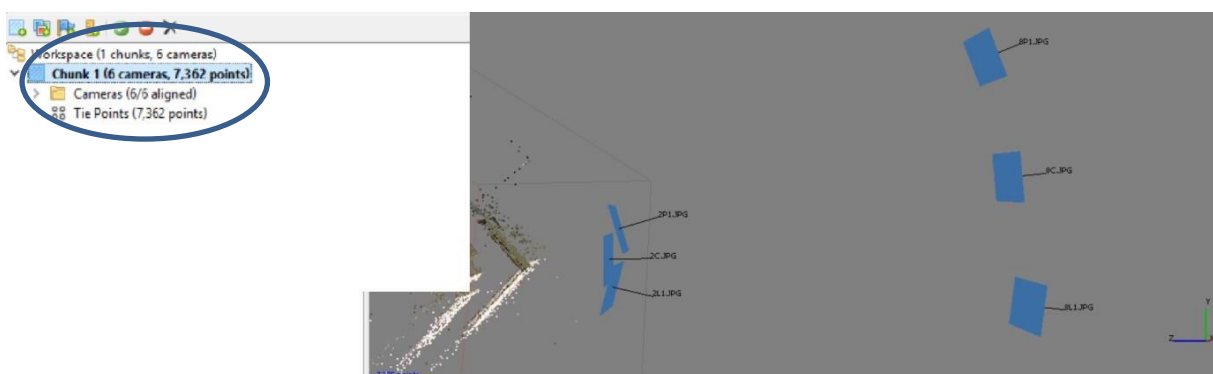 Workspace (1 chunks, 6 cameras)
Chunk 1 (6 cameras, 7,362 points)
Cameras (6/6 aligned)
Tie Points (7,362 points)
8P1.JPG
8C.JPG
2P1.JPG
2C.JPG
2L1.JPG
8L1.JPG
Y
Z
X